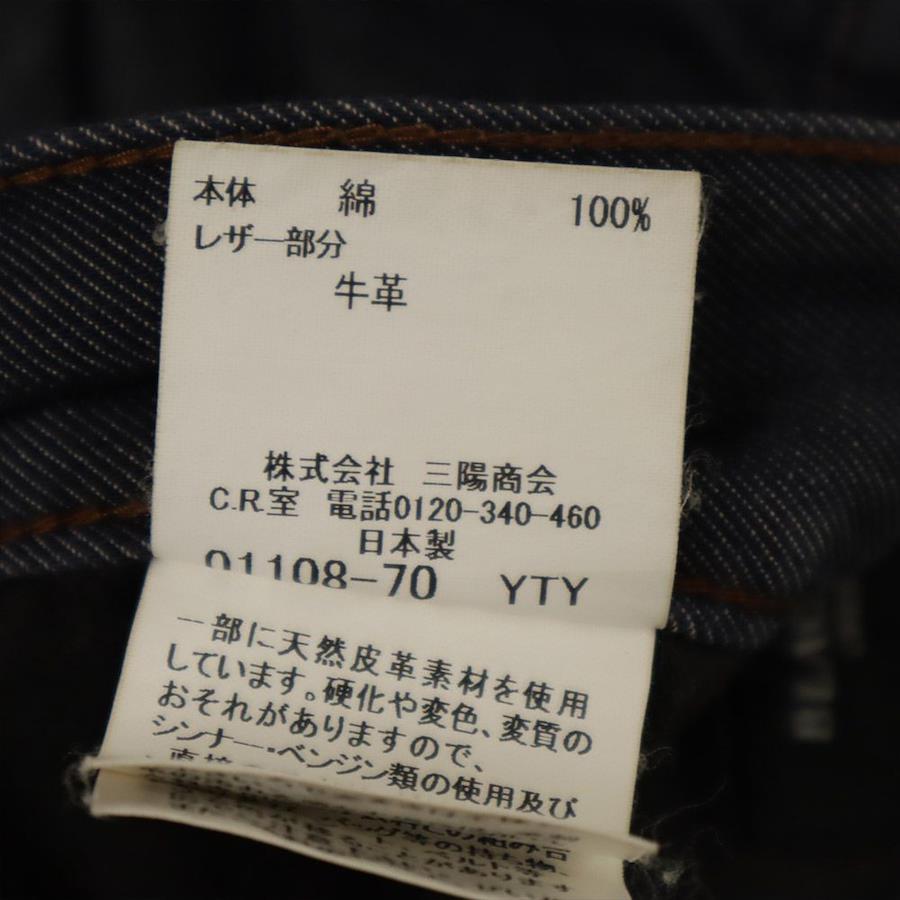 本体 綿 100%
レザー部分
牛革
株式会社 三陽商会
C.R.室 電話0120-340-460
日本製
01108-70 YTY
一部に天然皮革素材を使用
しています。硬化や変色、変質の
おそれがありますので、
シンナー・ベンジン類の使用及び
直接